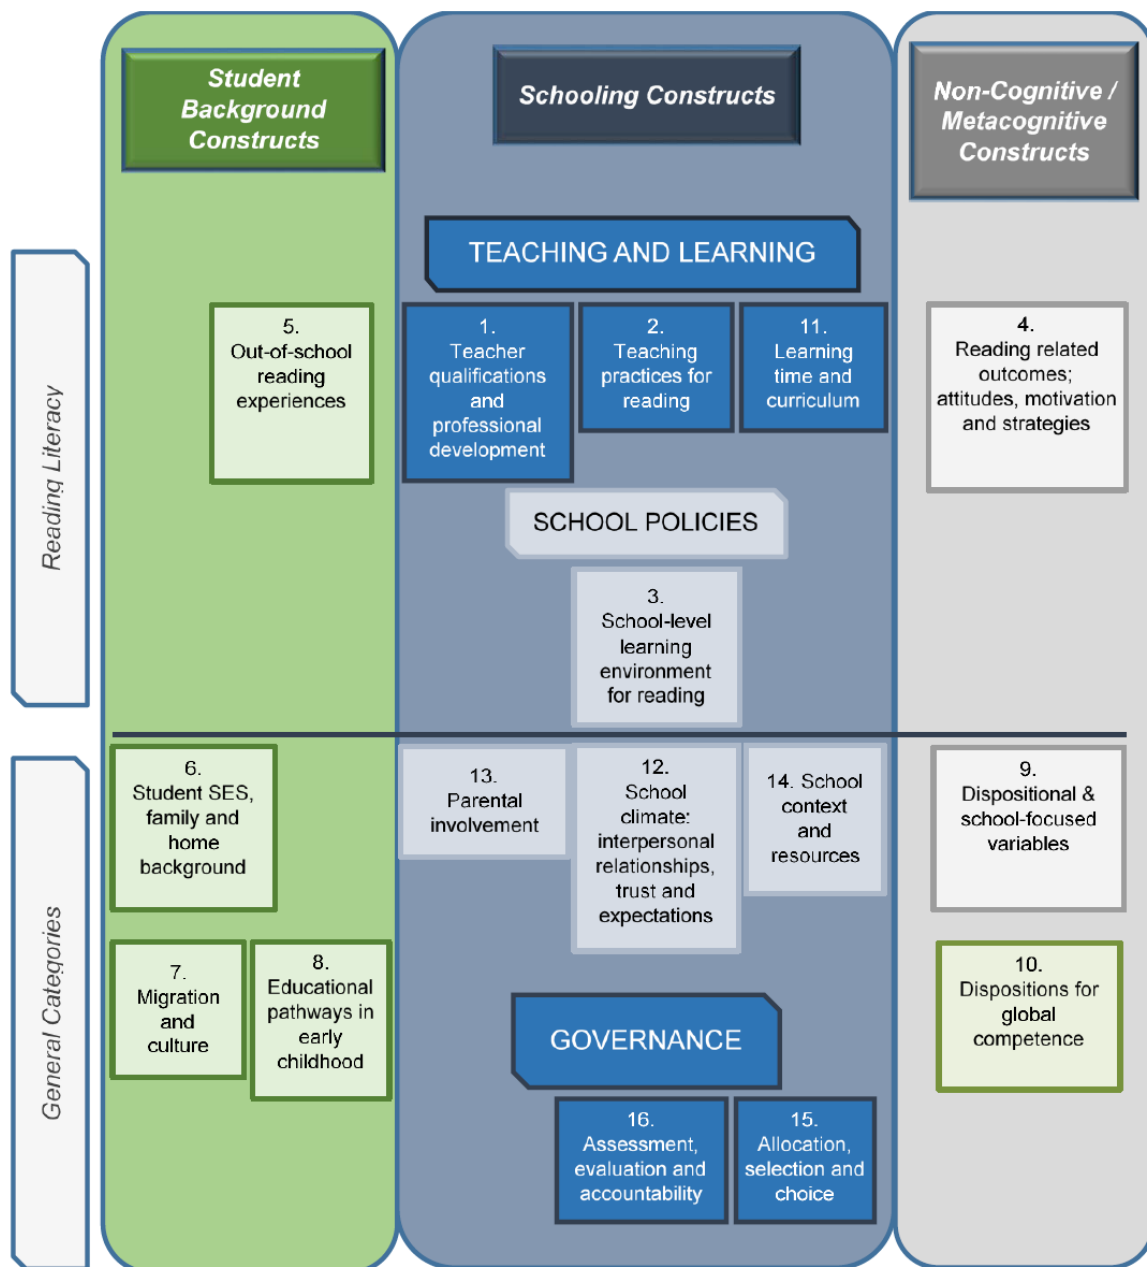 Student
Background
Constructs
Schooling Constructs
Non-Cognitive /
Metacognitive
Constructs
Reading Literacy
TEACHING AND LEARNING
5.
Out-of-school
reading
experiences
1.
Teacher
qualifications
and
professional
development
2.
Teaching
practices for
reading
11.
Learning
time and
curriculum
4.
Reading related
outcomes;
attitudes, motivation
and strategies
SCHOOL POLICIES
3.
School-level
learning
environment
for reading
General Categories
6.
Student SES,
family and
home
background
13.
Parental
involvement
12.
School
climate:
interpersonal
relationships,
trust and
expectations
14. School
context
and
resources
9.
Dispositional &
school-focused
variables
7.
Migration
and
culture
8.
Educational
pathways in
early
childhood
10.
Dispositions for
global
competence
GOVERNANCE
16.
Assessment,
evaluation and
accountability
15.
Allocation,
selection and
choice